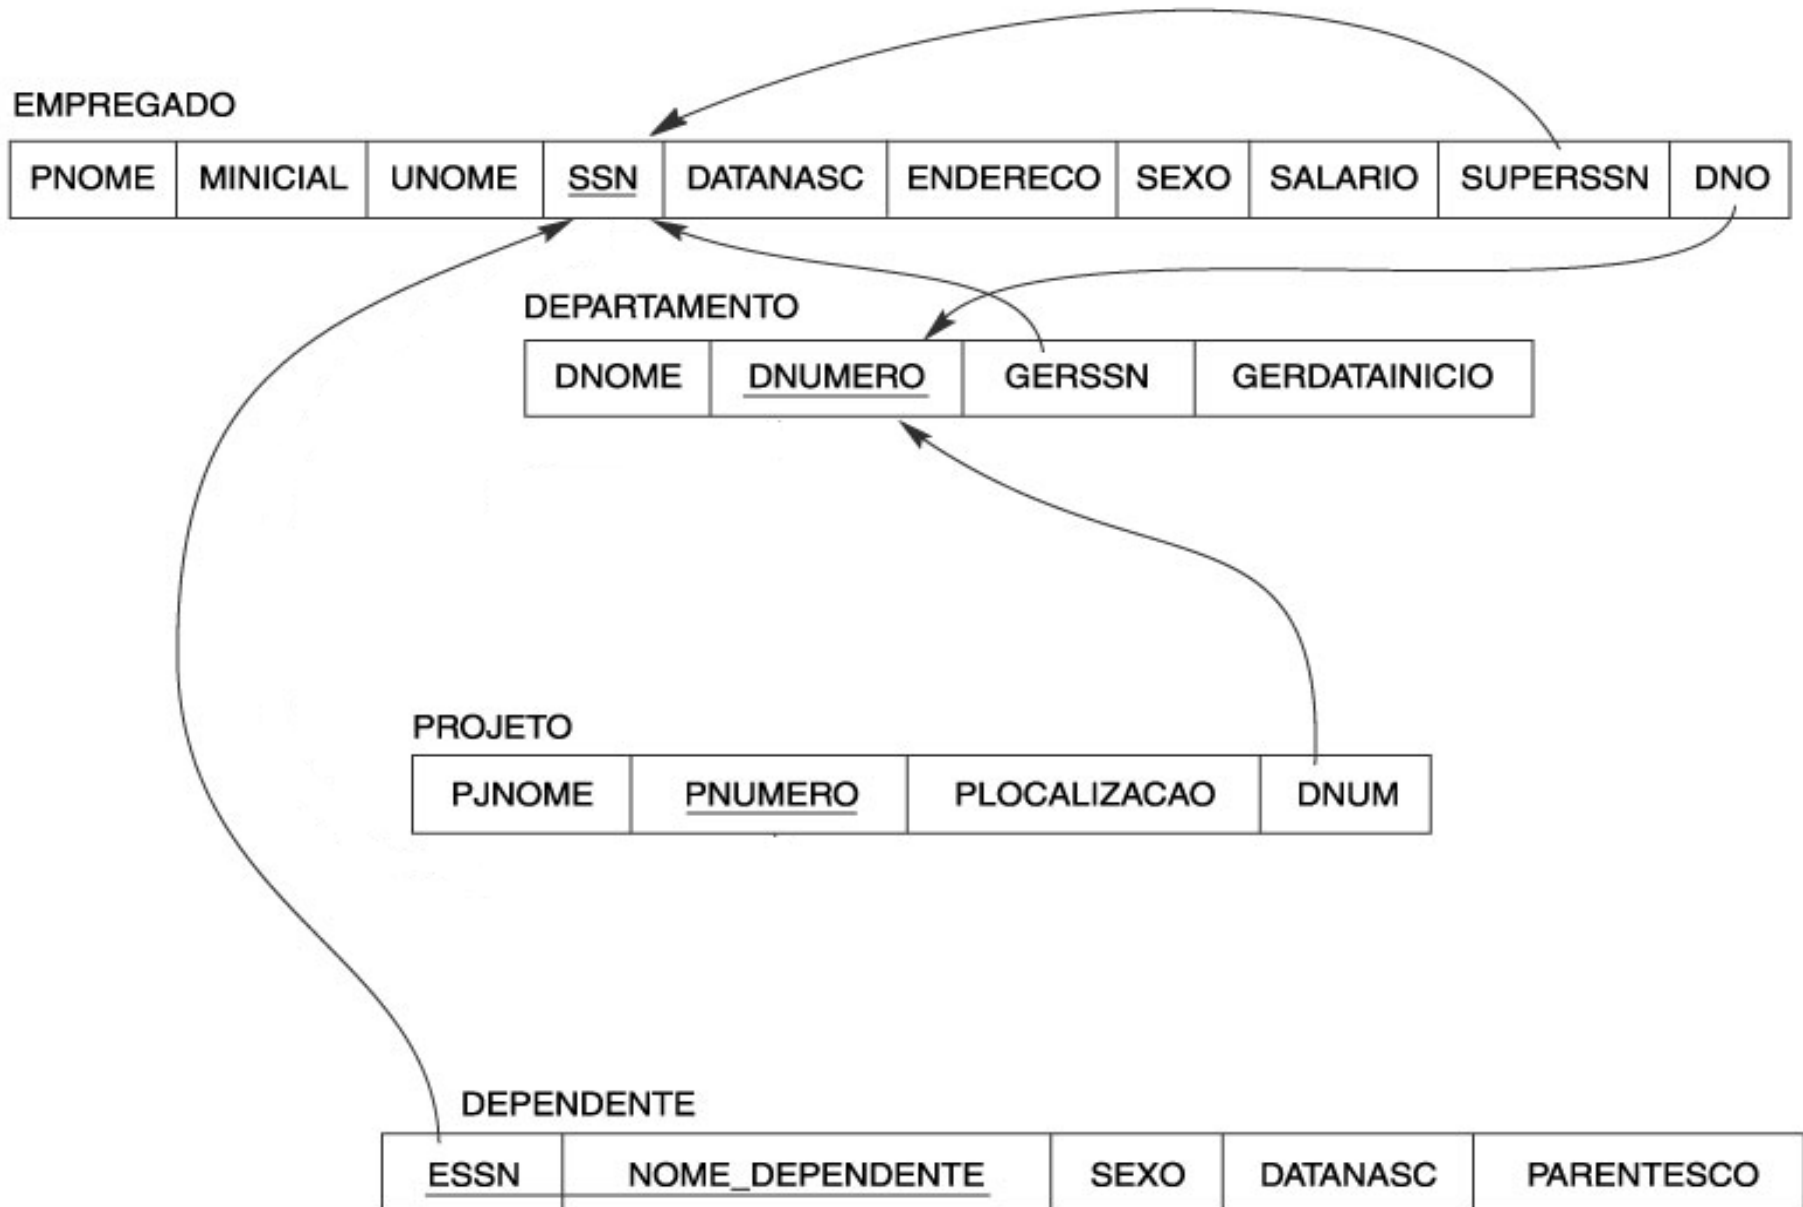 EMPREGADO
PNOME MINICIAL UNOME SSN DATANASC ENDERECO SEXO SALARIO SUPERSSN DNO
DEPARTAMENTO
DNOME DNUMERO GERSSN GERDATAINICIO
PROJETO
PJNOME PNUMERO PLOCALIZACAO DNUM
DEPENDENTE
ESSN NOME_DEPENDENTE SEXO DATANASC PARENTESCO